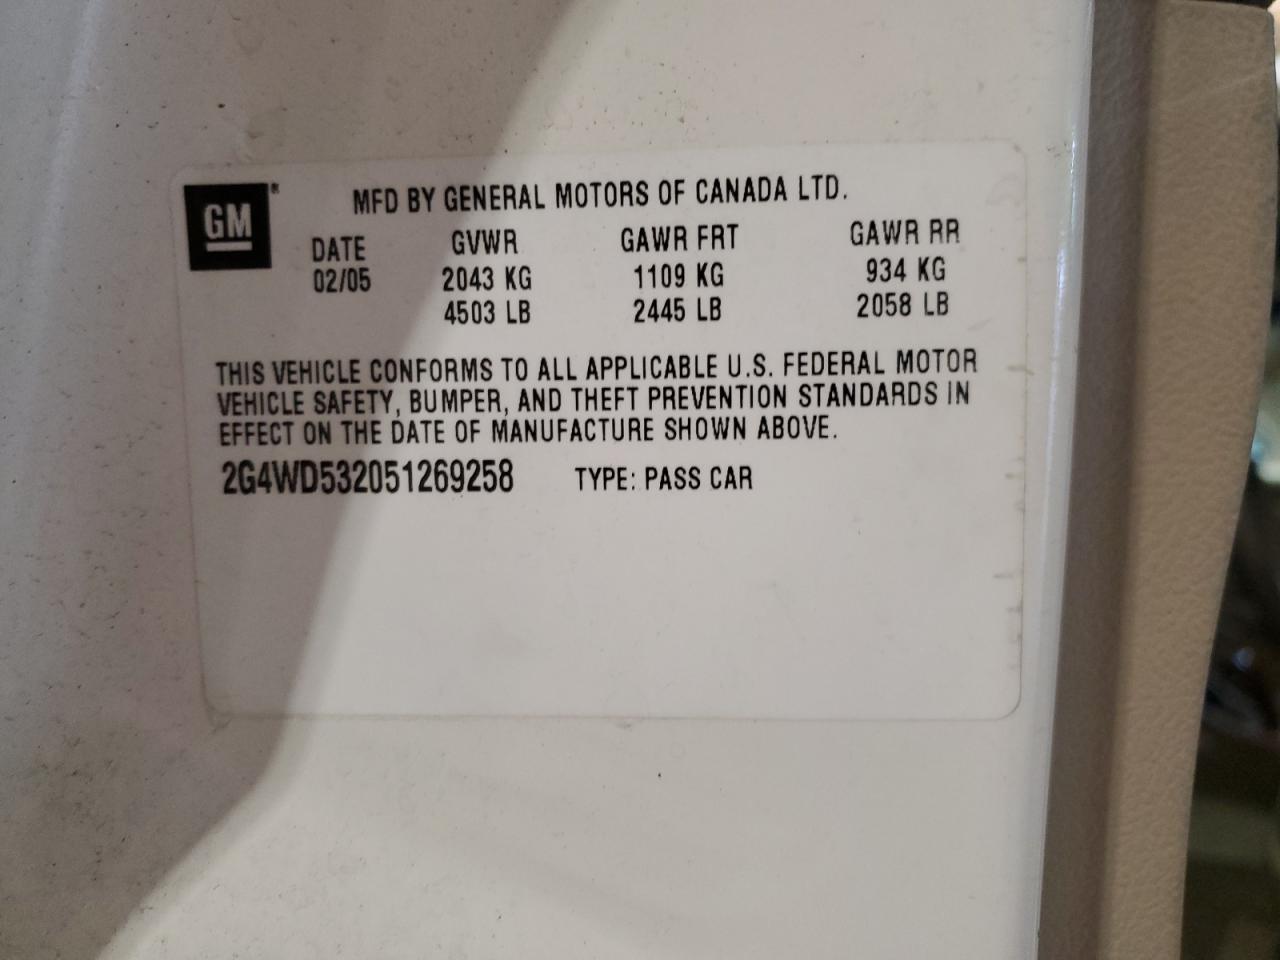 GM®
MFD BY GENERAL MOTORS OF CANADA LTD.
DATE GVWR GAWR FRT GAWR RR
02/05 2043 KG 1109 KG 934 KG
4503 LB 2445 LB 2058 LB
THIS VEHICLE CONFORMS TO ALL APPLICABLE U.S. FEDERAL MOTOR
VEHICLE SAFETY, BUMPER, AND THEFT PREVENTION STANDARDS IN
EFFECT ON THE DATE OF MANUFACTURE SHOWN ABOVE.
2G4WD532051269258 TYPE: PASS CAR